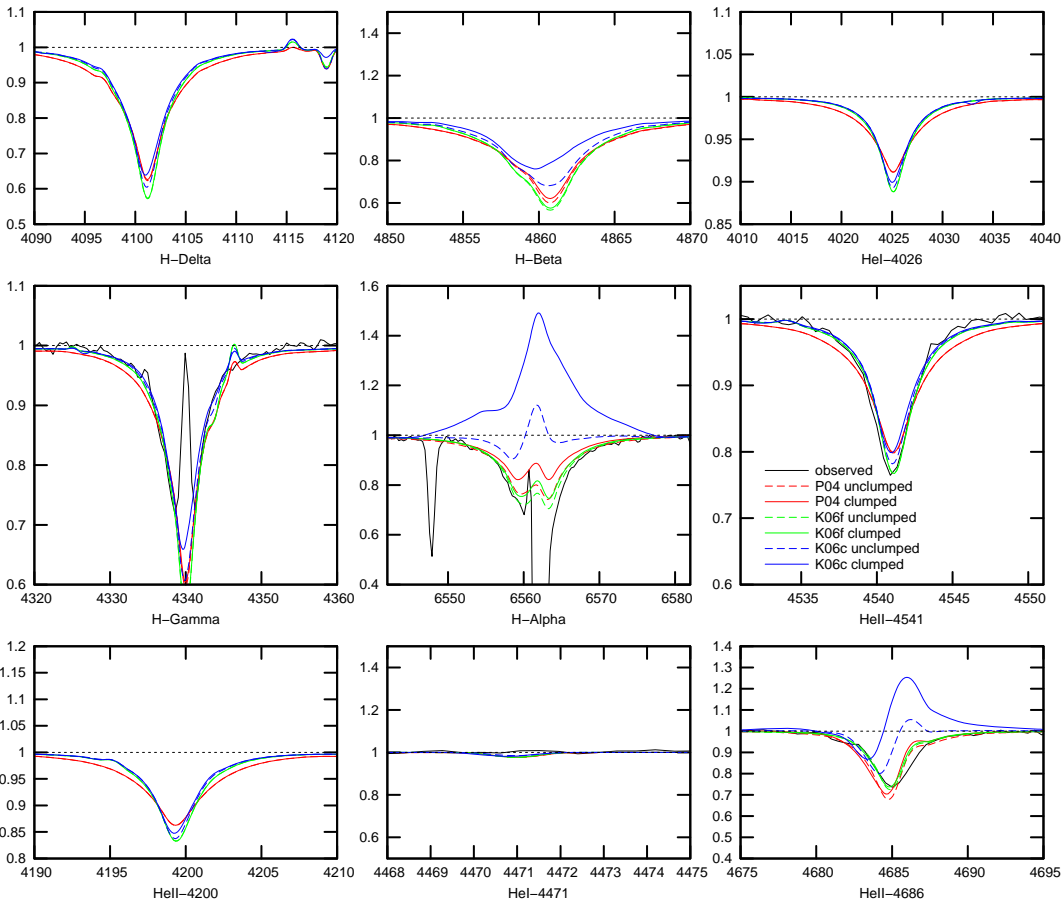 1.1
1
0.9
0.8
0.7
0.6
0.5
4090 4095 4100 4105 4110 4115 4120
H−Delta
1.4
1.2
1
0.8
0.6
4850 4855 4860 4865 4870
H−Beta
1.1
1.05
1
0.95
0.9
0.85
4010 4015 4020 4025 4030 4035 4040
HeI−4026
1.1
1
0.9
0.8
0.7
0.6
4320 4330 4340 4350 4360
H−Gamma
1.6
1.4
1.2
1
0.8
0.6
0.4
6550 6560 6570 6580
H−Alpha
1
0.9
0.8
0.7
0.6
4535 4540 4545 4550
HeII−4541
observed
P04 unclumped
P04 clumped
K06f unclumped
K06f clumped
K06c unclumped
K06c clumped
1.2
1.15
1.1
1.05
1
0.95
0.9
0.85
0.8
4190 4195 4200 4205 4210
HeII−4200
1.4
1.2
1
0.8
0.6
4468 4469 4470 4471 4472 4473 4474 4475
HeI−4471
1.4
1.3
1.2
1.1
1
0.9
0.8
0.7
0.6
0.5
0.4
4675 4680 4685 4690 4695
HeII−4686